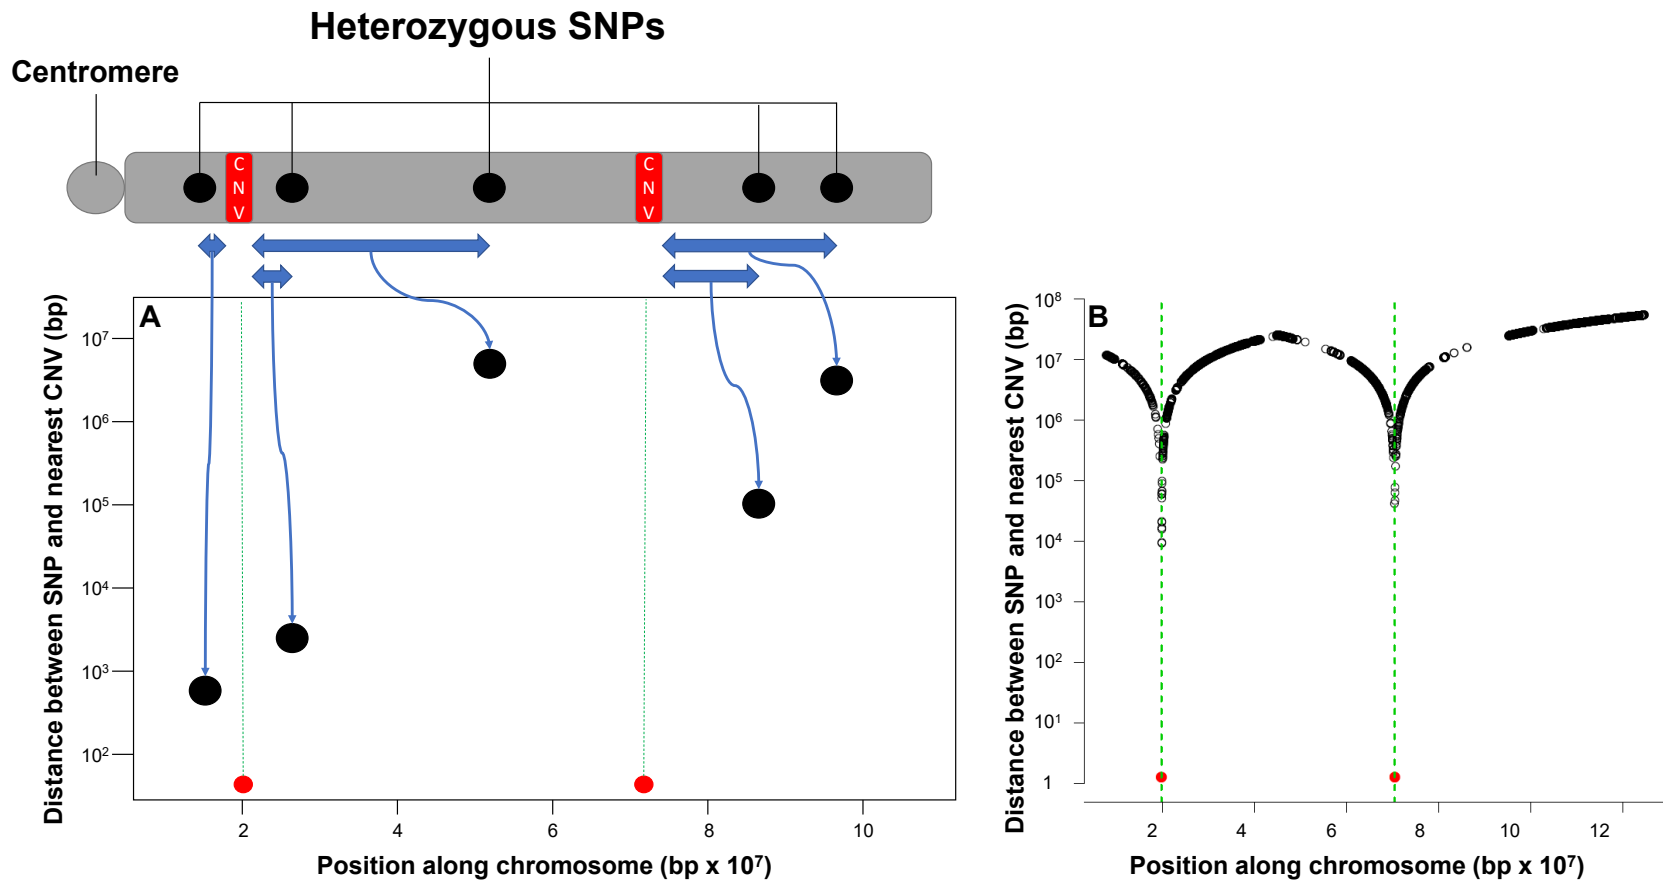 Heterozygous SNPs
Centromere
C
N
V
C
N
V
A
Distance between SNP and nearest CNV (bp)
10⁷
10⁶
10⁵
10⁴
10³
10²
2
4
6
8
10
Position along chromosome (bp x 10⁷)
B
Distance between SNP and nearest CNV (bp)
10⁸
10⁷
10⁶
10⁵
10⁴
10³
10²
10¹
1
2
4
6
8
10
12
Position along chromosome (bp x 10⁷)